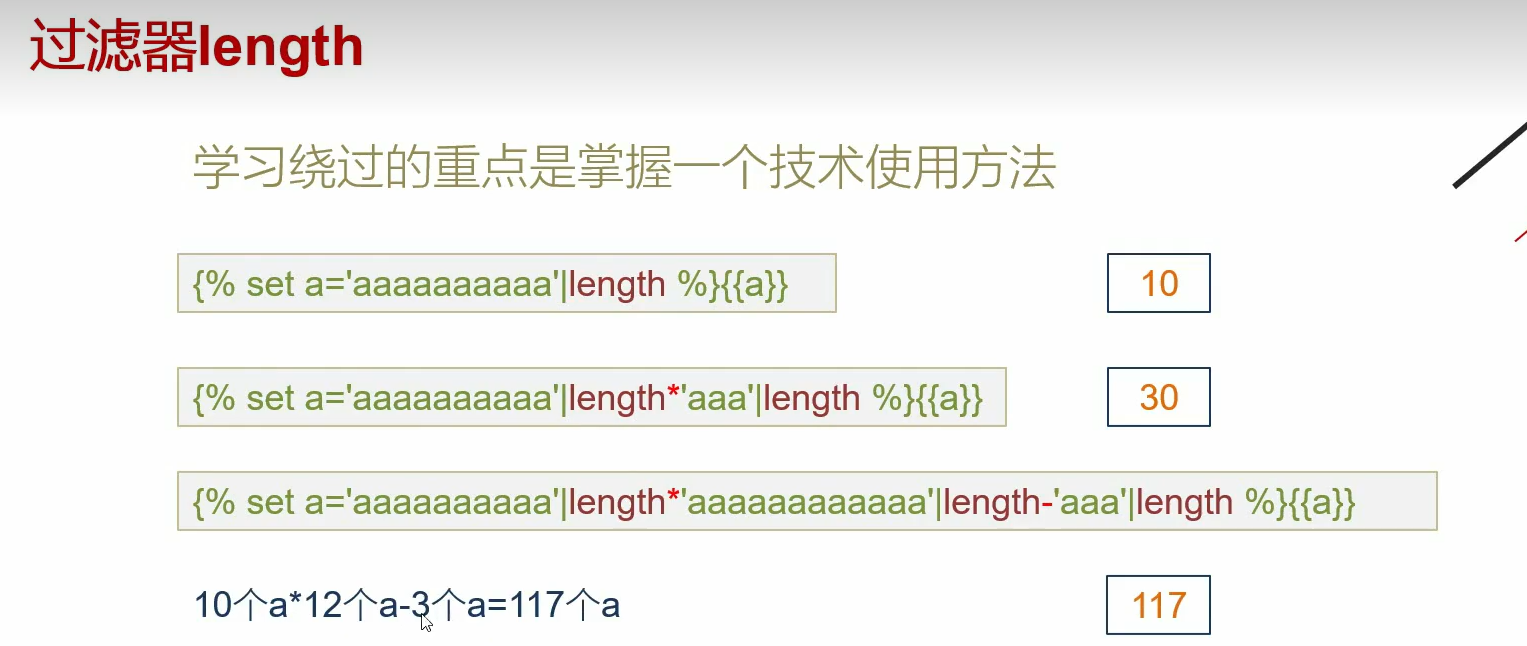 过滤器length
学习绕过的重点是掌握一个技术使用方法
{% set a='aaaaaaaaaa'|length %}{{a}}
10
{% set a='aaaaaaaaaa'|length*'aaa'|length %}{{a}}
30
{% set a='aaaaaaaaaa'|length*'aaaaaaaaaaaa'|length-'aaa'|length %}{{a}}
10个a*12个a-3个a=117个a
117